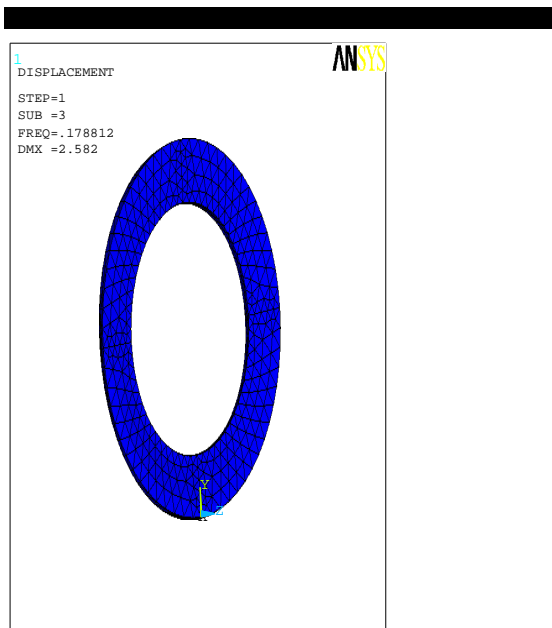 1
ANSYS
DISPLACEMENT
STEP=1
SUB =3
FREQ=.178812
DMX =2.582
Y
Z
X